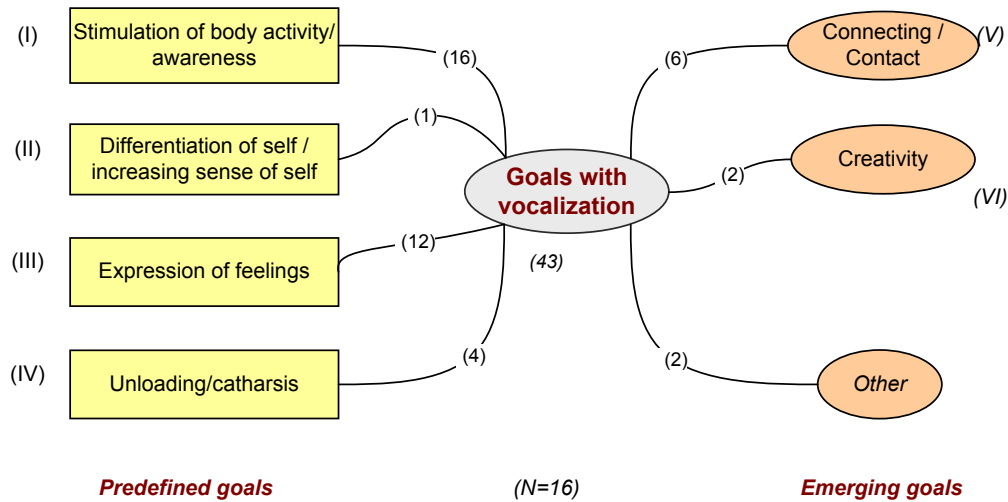 (I)
Stimulation of body activity/
awareness
(16)
(6)
Connecting /
Contact
(V)
(II)
Differentiation of self /
increasing sense of self
(1)
Goals with
vocalization
(2)
Creativity
(VI)
(III)
Expression of feelings
(12)
(43)
(IV)
Unloading/catharsis
(4)
(2)
Other
Predefined goals
(N=16)
Emerging goals